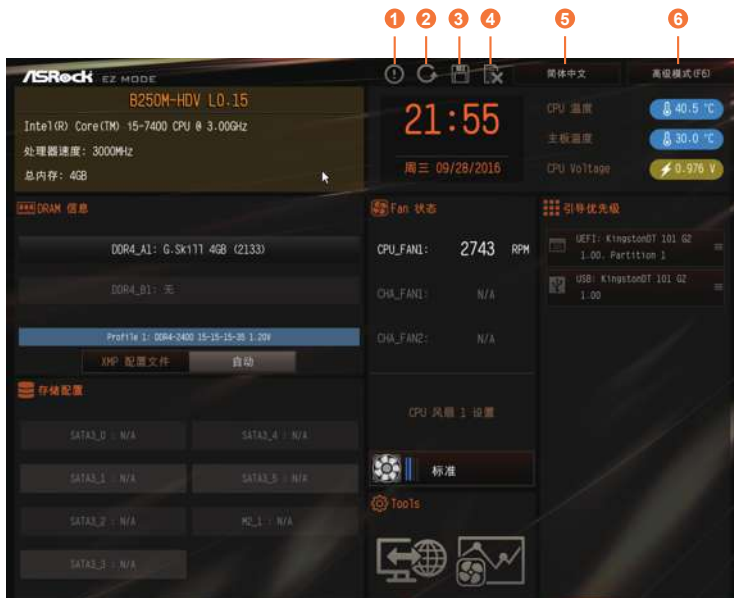 1 2 3 4 5 6
ASRock EZ MODE
简体中文
高级模式(F6)
B250M-HDV L0.15
Intel(R) Core(TM) i5-7400 CPU @ 3.00GHz
处理器速度: 3000MHz
总内存: 4GB
21:55
周三 09/28/2016
CPU 温度 40.5 °C
主板温度 30.0 °C
CPU Voltage 0.976 V
DRAM 信息
DDR4_A1: G.Skill 4GB (2133)
DDR4_B1: 无
Profile 1: DDR4-2400 15-15-15-35 1.20V
XMP 配置文件 自动
存储配置
SATA3_0 : N/A SATA3_4 : N/A
SATA3_1 : N/A SATA3_5 : N/A
SATA3_2 : N/A M2_1 : N/A
SATA3_3 : N/A
Fan 状态
CPU_FAN1: 2743 RPM
CHA_FAN1: N/A
CHA_FAN2: N/A
CPU 风扇 1 设置
标准
Tools
引导优先级
UEFI: KingstonDT 101 G2
1.00, Partition 1
USB: KingstonDT 101 G2
1.00